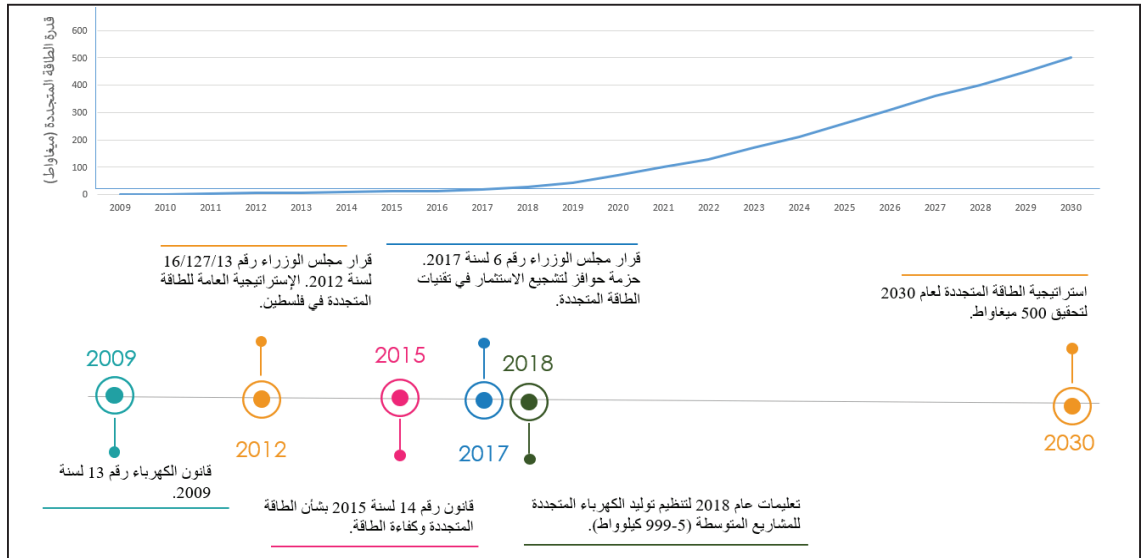 قدرة الطاقة المتجددة (ميغاواط)
600
500
400
300
200
100
0
2009 2010 2011 2012 2013 2014 2015 2016 2017 2018 2019 2020 2021 2022 2023 2024 2025 2026 2027 2028 2029 2030
قرار مجلس الوزراء رقم 16/127/13
لسنة 2012. الإستراتيجية العامة للطاقة
المتجددة في فلسطين.
قرار مجلس الوزراء رقم 6 لسنة 2017.
حزمة حوافز لتشجيع الاستثمار في تقنيات
الطاقة المتجددة.
استراتيجية الطاقة المتجددة لعام 2030
لتحقيق 500 ميغاواط.
2009
2015
2018
2012
2017
2030
قانون الكهرباء رقم 13 لسنة
2009.
قانون رقم 14 لسنة 2015 بشأن الطاقة
المتجددة وكفاءة الطاقة.
تعليمات عام 2018 لتنظيم توليد الكهرباء المتجددة
للمشاريع المتوسطة (5-999 كيلوواط).